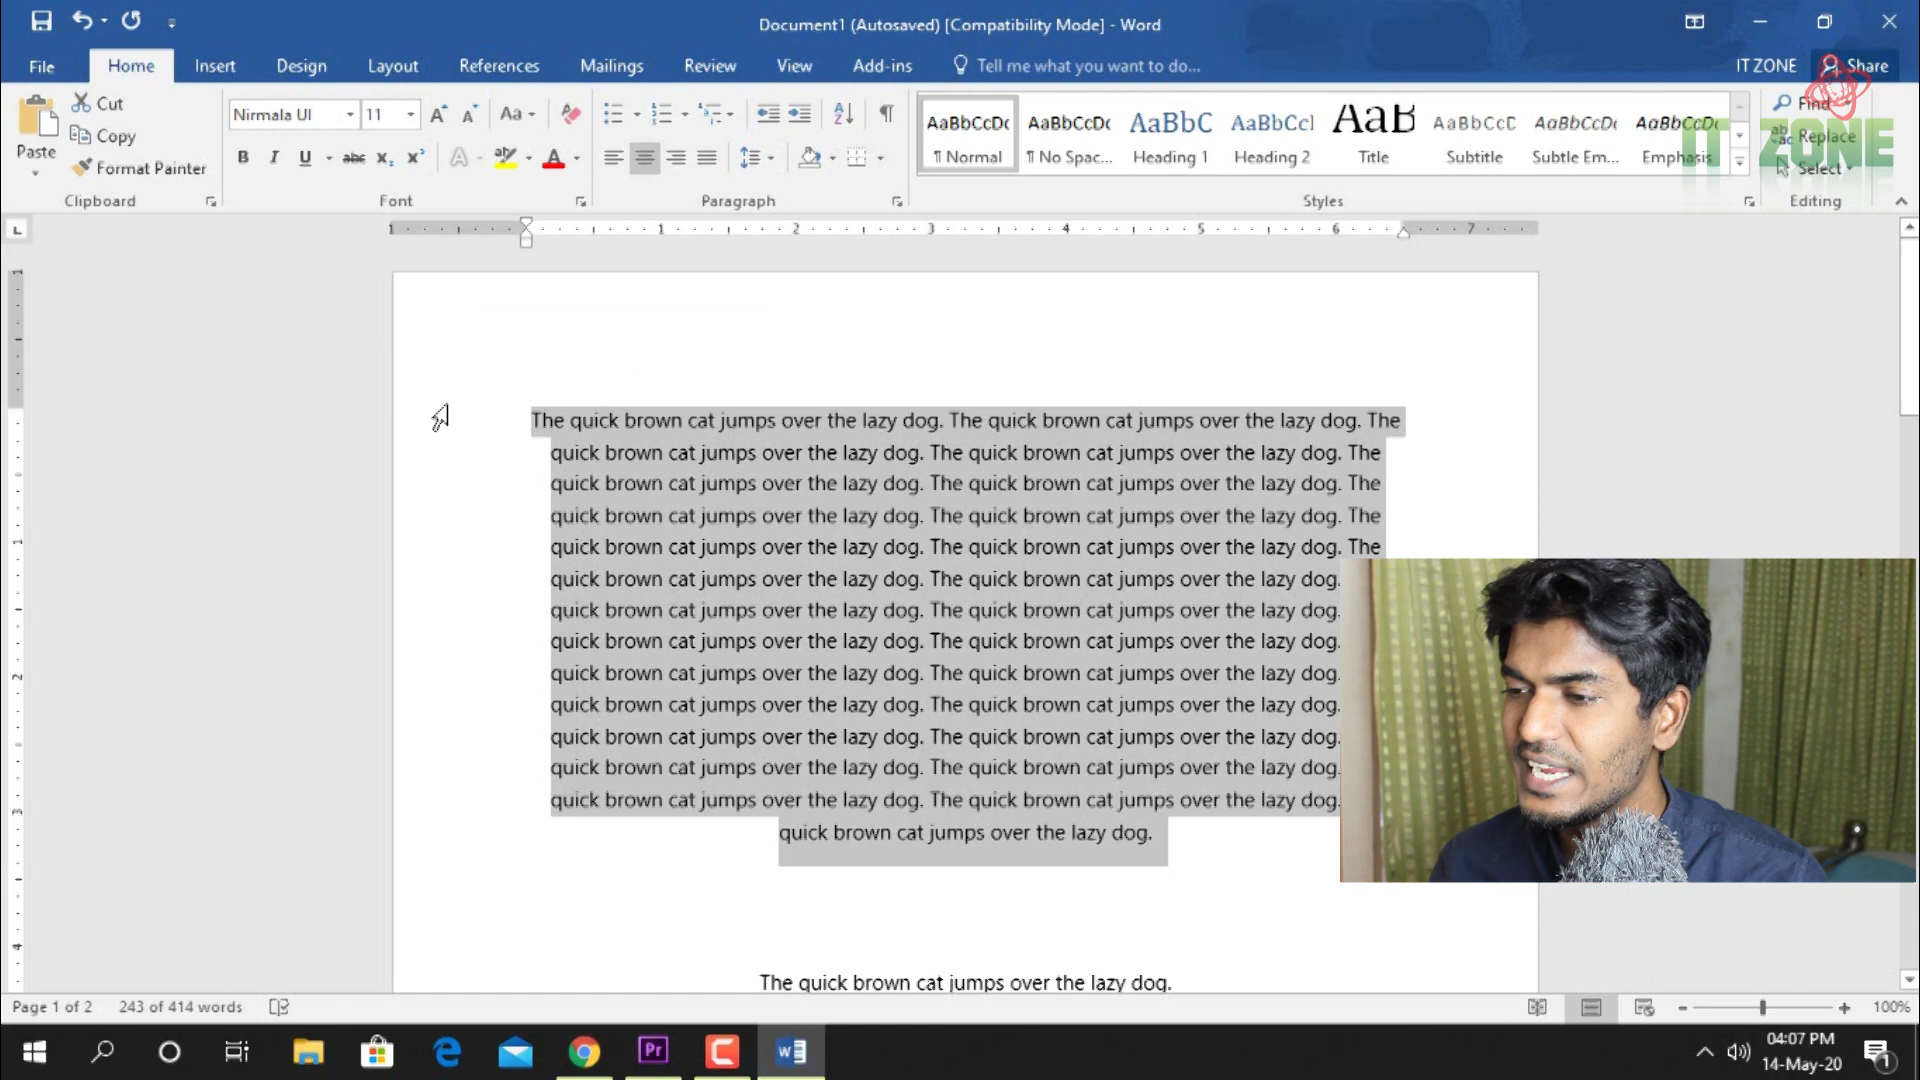 Document1 (Autosaved) [Compatibility Mode] - Word
File Home Insert Design Layout References Mailings Review View Add-ins Tell me what you want to do... IT ZONE Share
Cut
Copy
Format Painter
Paste
Clipboard
Nirmala UI 11
Font
Paragraph
AaBbCcDc AaBbCcDc AaBbC AaBbCcl AaB AaBbCcD AaBbCcDc AaBbCcDc
¶ Normal ¶ No Spac... Heading 1 Heading 2 Title Subtitle Subtle Em... Emphasis
Styles
Find
Replace
Select
Editing
IT ZONE
1 1 2 3 4 5 6 7
The quick brown cat jumps over the lazy dog. The quick brown cat jumps over the lazy dog. The
quick brown cat jumps over the lazy dog. The quick brown cat jumps over the lazy dog. The
quick brown cat jumps over the lazy dog. The quick brown cat jumps over the lazy dog. The
quick brown cat jumps over the lazy dog. The quick brown cat jumps over the lazy dog. The
quick brown cat jumps over the lazy dog. The quick brown cat jumps over the lazy dog. The
quick brown cat jumps over the lazy dog. The quick brown cat jumps over the lazy dog.
quick brown cat jumps over the lazy dog. The quick brown cat jumps over the lazy dog.
quick brown cat jumps over the lazy dog. The quick brown cat jumps over the lazy dog.
quick brown cat jumps over the lazy dog. The quick brown cat jumps over the lazy dog.
quick brown cat jumps over the lazy dog. The quick brown cat jumps over the lazy dog.
quick brown cat jumps over the lazy dog. The quick brown cat jumps over the lazy dog.
quick brown cat jumps over the lazy dog. The quick brown cat jumps over the lazy dog.
quick brown cat jumps over the lazy dog. The quick brown cat jumps over the lazy dog.
quick brown cat jumps over the lazy dog.
The quick brown cat jumps over the lazy dog.
Page 1 of 2 243 of 414 words 100%
04:07 PM
14-May-20